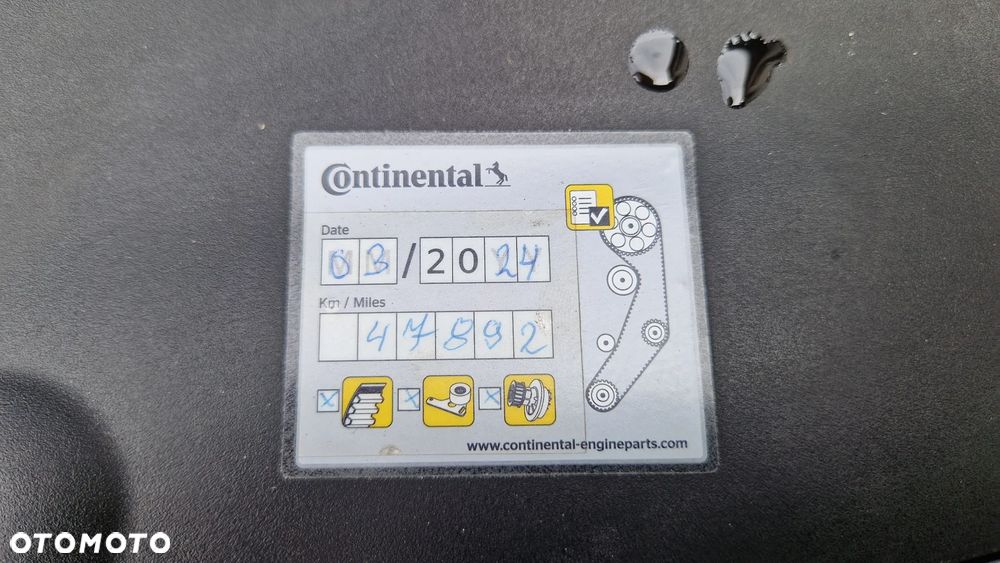 Continental
Date
03/2024
Km / Miles
47892
x x x
www.continental-engineparts.com
OTOMOTO